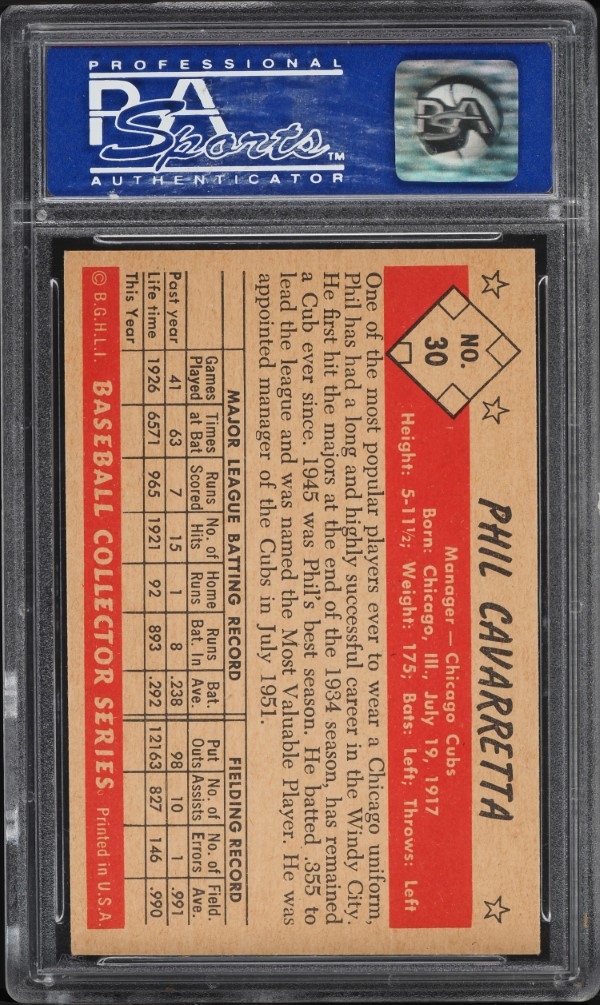 PROFESSIONAL
PSA
Sports™
AUTHENTICATOR
PSA
NO.
30
PHIL CAVARRETTA
Manager — Chicago Cubs
Born: Chicago, Ill., July 19, 1917
Height: 5-11½; Weight: 175; Bats: Left; Throws: Left
One of the most popular players ever to wear a Chicago uniform,
Phil has had a long and highly successful career in the Windy City.
He first hit the majors at the end of the 1934 season, has remained
a Cub ever since. 1945 was Phil's best season. He batted .355 to
lead the league and was named the Most Valuable Player. He was
appointed manager of the Cubs in July 1951.
MAJOR LEAGUE BATTING RECORD FIELDING RECORD
Games Times Runs No. of Home Runs Bat. Put No. of No. of Field.
Played at Bat Scored Hits Runs Bat. In Ave. Outs Assists Errors Ave.
Past year 41 63 7 15 1 8 .238 98 10 1 .991
Life time 1926 6571 965 1921 92 893 .292 12163 827 146 .990
This Year
© B.G.H.L.I. BASEBALL COLLECTOR SERIES Printed in U.S.A.